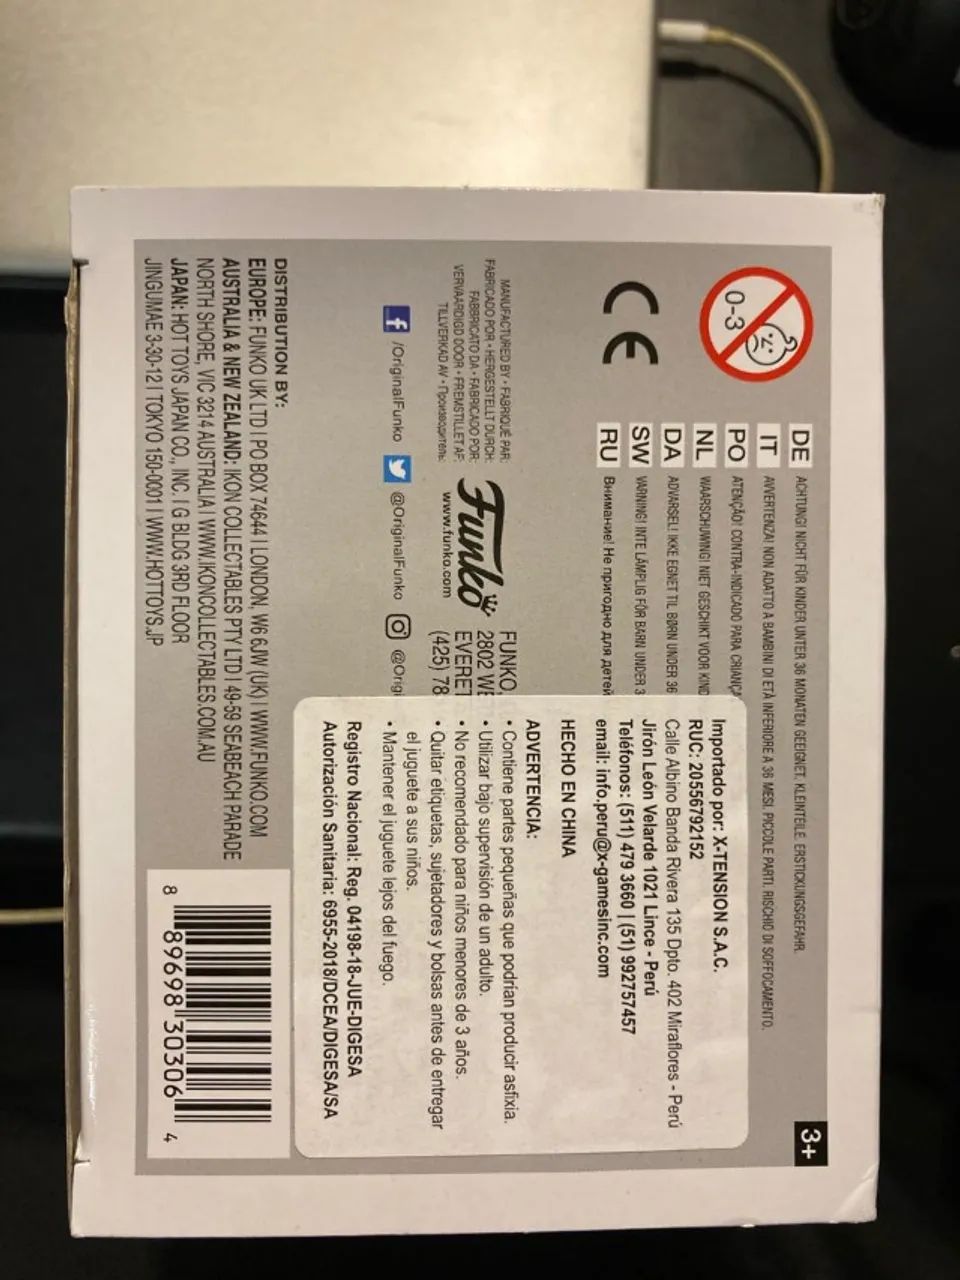 0-3
3+
DE ACHTUNG! NICHT FÜR KINDER UNTER 36 MONATEN GEEIGNET. KLEINTEILE. ERSTICKUNGSGEFAHR.
IT AVVERTENZA! NON ADATTO A BAMBINI DI ETÀ INFERIORE A 36 MESI. PICCOLE PARTI. RISCHIO DI SOFFOCAMENTO.
PO ATENÇÃO! CONTRA-INDICADO PARA CRIANÇA
NL WAARSCHUWING! NIET GESCHIKT VOOR KIND
DA ADVARSEL! IKKE EGNET TIL BØRN UNDER 36
SW VARNING! INTE LÄMPLIG FÖR BARN UNDER 3
RU Внимание! Не пригодно для детей
CE
Importado por: X-TENSION S.A.C.
RUC: 20556792152
Calle Albino Banda Rivera 135 Dpto. 402 Miraflores - Perú
Jirón León Velarde 1021 Lince - Perú
Teléfonos: (511) 479 3660 | (51) 992757457
email: info.peru@x-gamesinc.com
HECHO EN CHINA
ADVERTENCIA:
• Contiene partes pequeñas que podrían producir asfixia.
• Utilizar bajo supervisión de un adulto.
• No recomendado para niños menores de 3 años.
• Quitar etiquetas, sujetadores y bolsas antes de entregar
el juguete a sus niños.
• Mantener el juguete lejos del fuego.
Registro Nacional: Reg. 04198-18-JUE-DIGESA
Autorización Sanitaria: 6955-2018/DCEA/DIGESA/SA
MANUFACTURED BY • FABRIQUÉ PAR:
FABRICADO POR • HERGESTELLT DURCH:
FABBRICATO DA • FABRICADO POR:
VERVAARDIGD DOOR • FREMSTILLET AF:
TILLVERKAD AV • Производитель:
Funko
www.funko.com
FUNKO,
2802 WE
EVERET
(425) 78
f /OriginalFunko @OriginalFunko @Orig
DISTRIBUTION BY:
EUROPE: FUNKO UK LTD | PO BOX 74644 | LONDON, W6 6JW (UK) | WWW.FUNKO.COM
AUSTRALIA & NEW ZEALAND: IKON COLLECTABLES PTY LTD | 49-59 SEABEACH PARADE
NORTH SHORE, VIC 3214 AUSTRALIA | WWW.IKONCOLLECTABLES.COM.AU
JAPAN: HOT TOYS JAPAN CO., INC. | G BLDG 3RD FLOOR
JINGUMAE 3-30-12 | TOKYO 150-0001 | WWW.HOTTOYS.JP
8 89698 30306 4